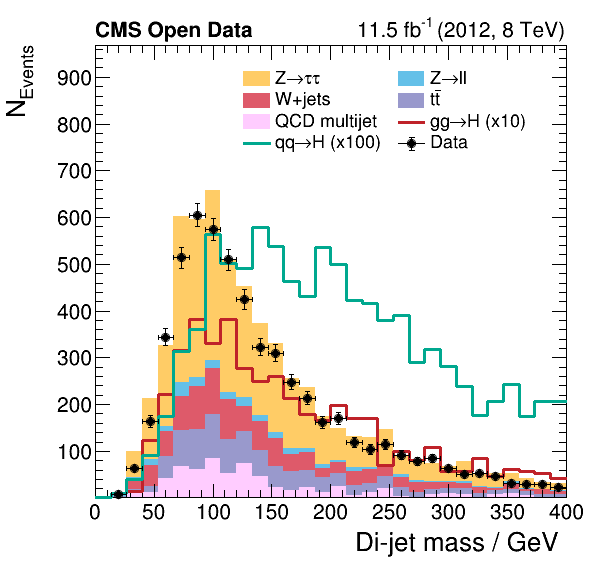 CMS Open Data 11.5 fb⁻¹ (2012, 8 TeV)
N_Events
900
800
700
600
500
400
300
200
100
Z→ττ Z→ll
W+jets tt̄
QCD multijet gg→H (x10)
qq→H (x100) Data
0 50 100 150 200 250 300 350 400
Di-jet mass / GeV